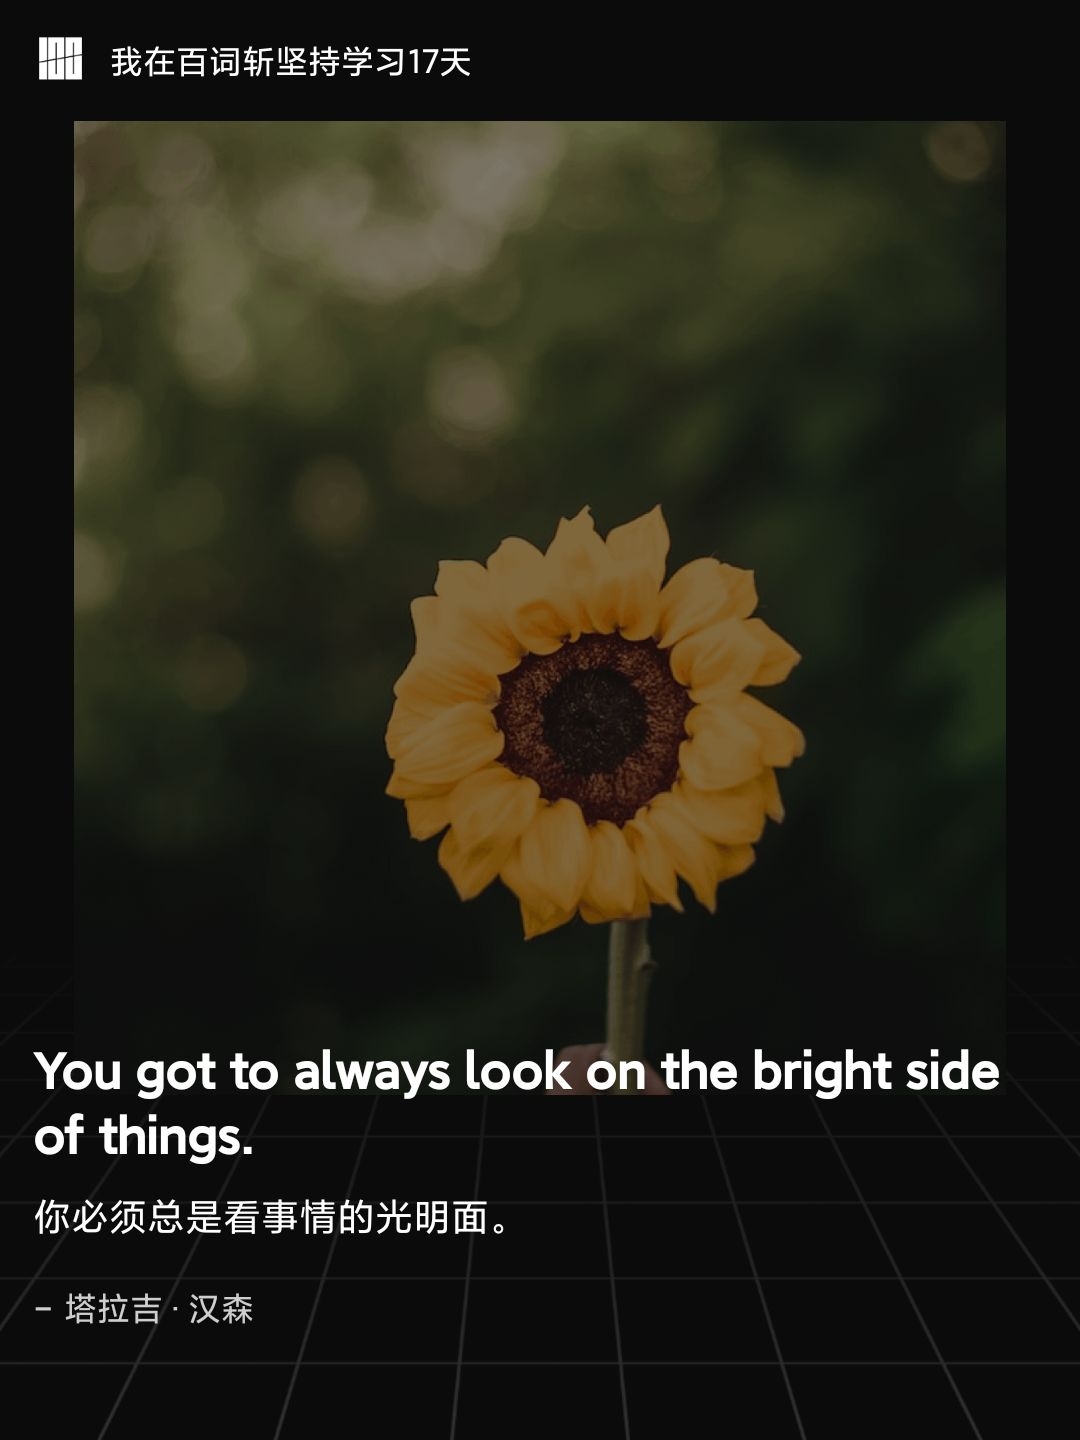 我在百词斩坚持学习17天
You got to always look on the bright side
of things.
你必须总是看事情的光明面。
– 塔拉吉 · 汉森